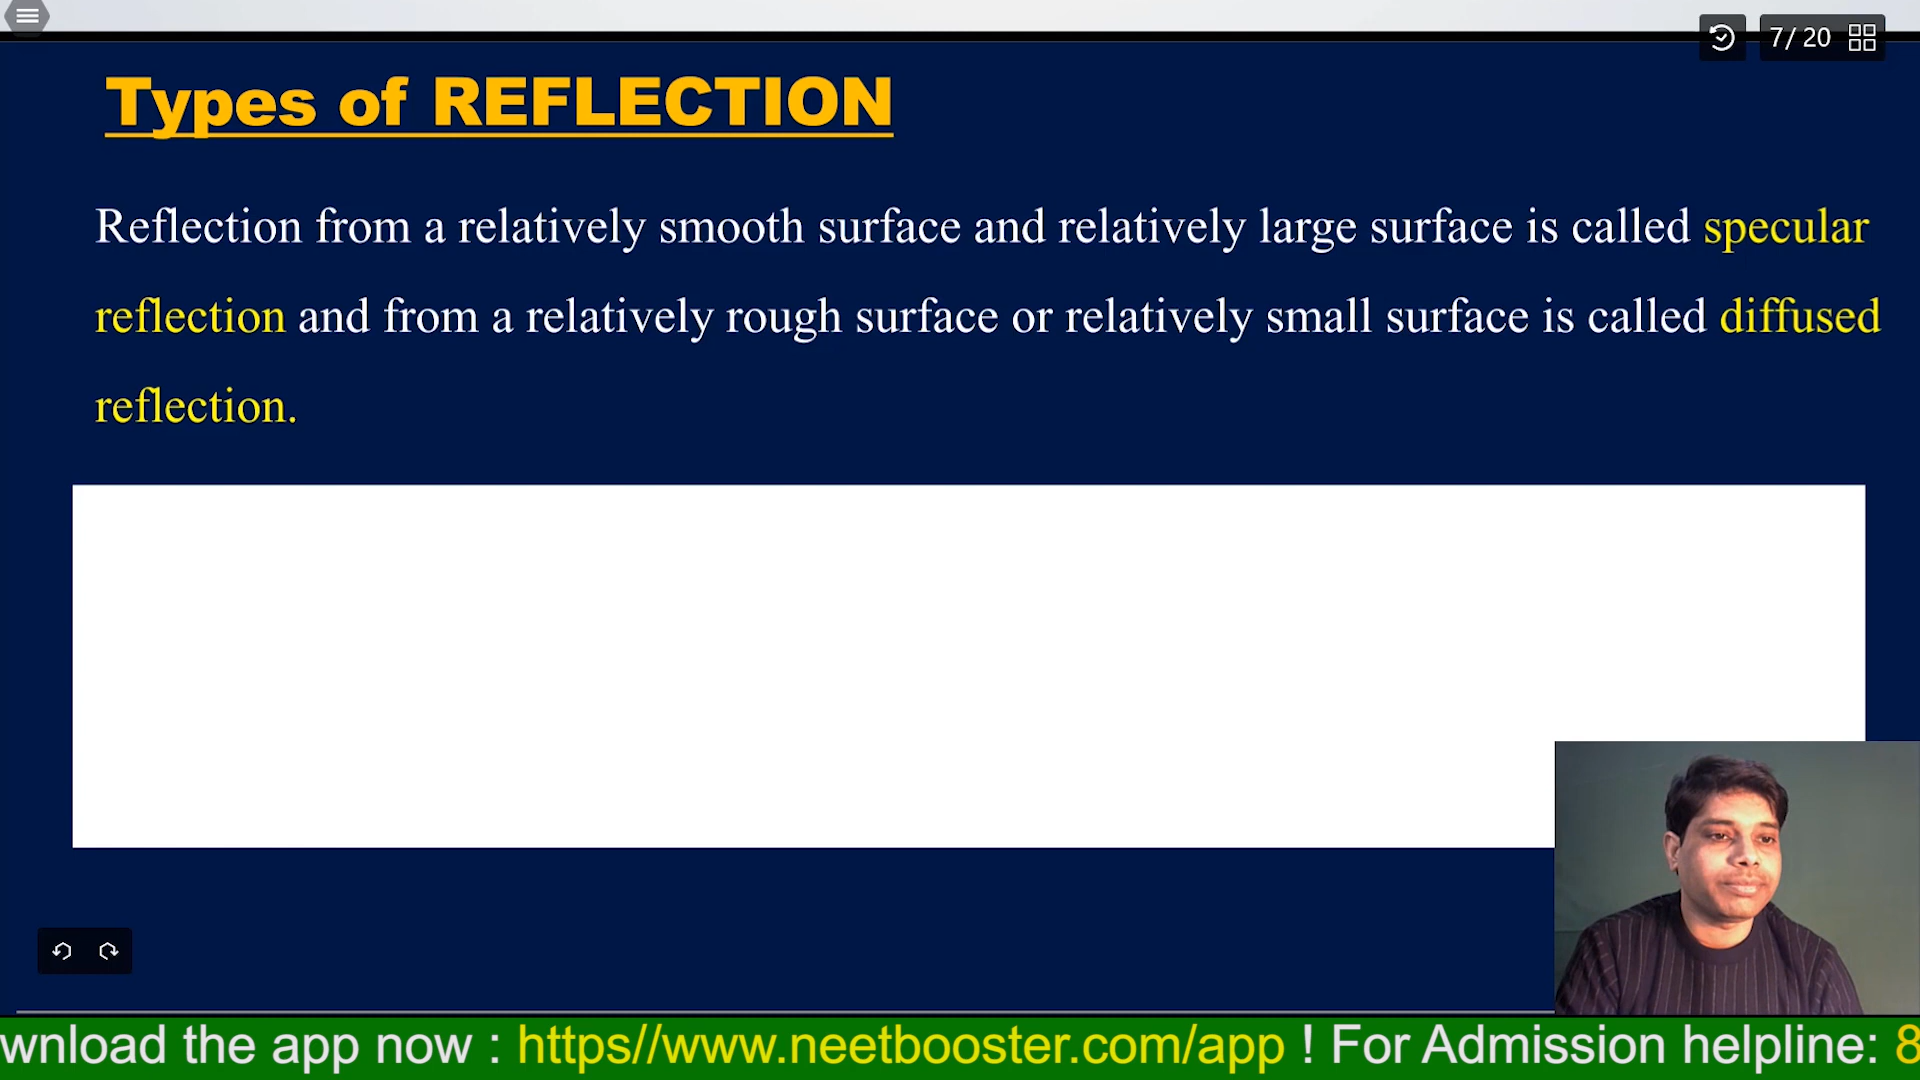 7/ 20
Types of REFLECTION
Reflection from a relatively smooth surface and relatively large surface is called specular
reflection and from a relatively rough surface or relatively small surface is called diffused
reflection.
wnload the app now : https//www.neetbooster.com/app ! For Admission helpline: 8